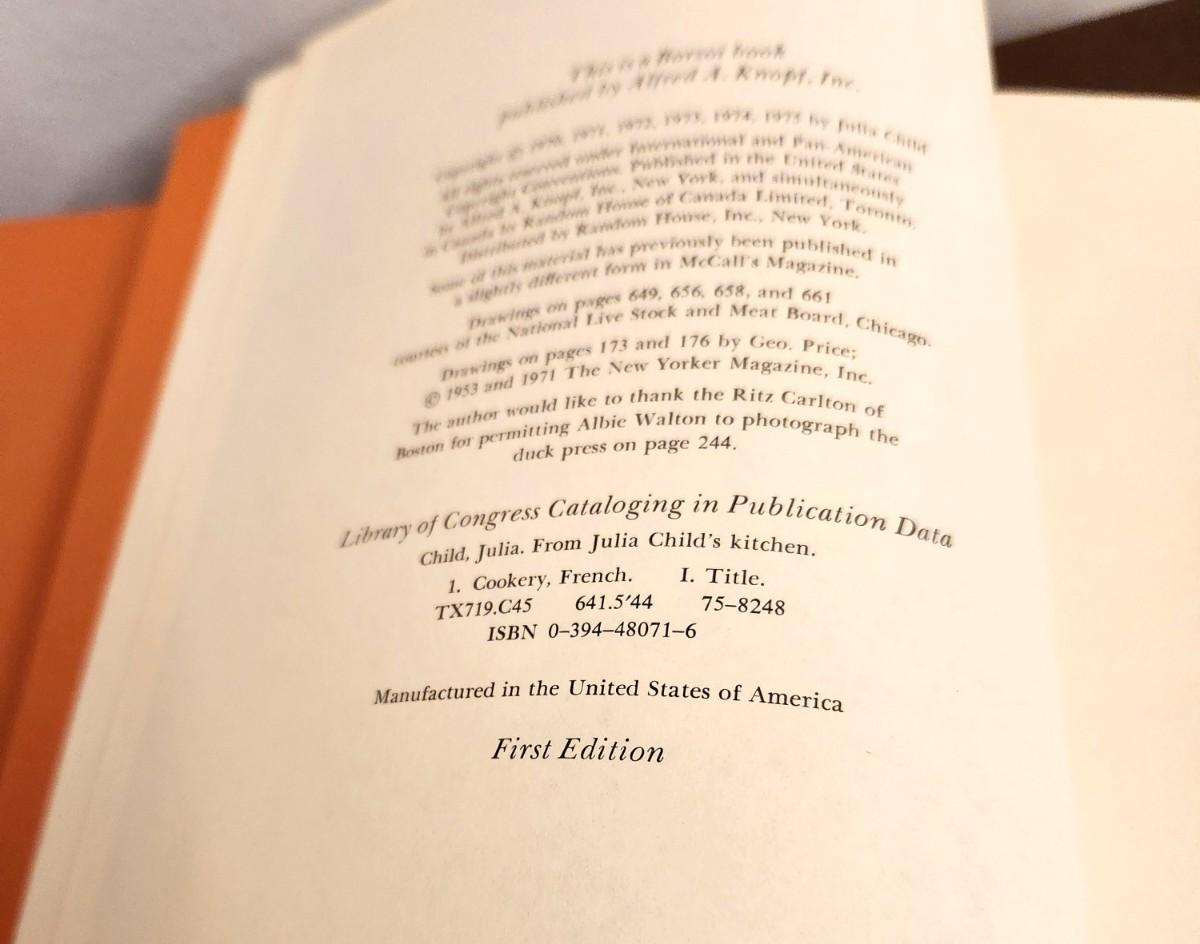 This is a Borzoi book
published by Alfred A. Knopf, Inc.
Copyright © 1970, 1971, 1972, 1973, 1974, 1975 by Julia Child
All rights reserved under International and Pan-American
Copyright Conventions. Published in the United States
by Alfred A. Knopf, Inc., New York, and simultaneously
in Canada by Random House of Canada Limited, Toronto.
Distributed by Random House, Inc., New York.
Some of this material has previously been published in
a slightly different form in McCall's Magazine.
Drawings on pages 649, 656, 658, and 661
courtesy of the National Live Stock and Meat Board, Chicago.
Drawings on pages 173 and 176 by Geo. Price;
© 1953 and 1971 The New Yorker Magazine, Inc.
The author would like to thank the Ritz Carlton of
Boston for permitting Albie Walton to photograph the
duck press on page 244.
Library of Congress Cataloging in Publication Data
Child, Julia. From Julia Child's kitchen.
1. Cookery, French. I. Title.
TX719.C45 641.5′44 75–8248
ISBN 0–394–48071–6
Manufactured in the United States of America
First Edition